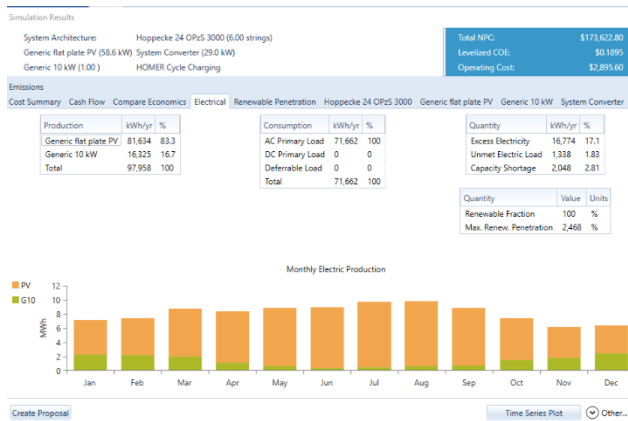 Simulation Results
System Architecture: Hoppecke 24 OPzS 3000 (6.00 strings)
Generic flat plate PV (58.6 kW) System Converter (29.0 kW)
Generic 10 kW (1.00 ) HOMER Cycle Charging
Total NPC: $173,622.80
Levelized COE: $0.1895
Operating Cost: $2,895.60
Emissions
Cost Summary Cash Flow Compare Economics Electrical Renewable Penetration Hoppecke 24 OPzS 3000 Generic flat plate PV Generic 10 kW System Converter
Production kWh/yr %
Generic flat plate PV 81,634 83.3
Generic 10 kW 16,325 16.7
Total 97,958 100
Consumption kWh/yr %
AC Primary Load 71,662 100
DC Primary Load 0 0
Deferrable Load 0 0
Total 71,662 100
Quantity kWh/yr %
Excess Electricity 16,774 17.1
Unmet Electric Load 1,338 1.83
Capacity Shortage 2,048 2.81
Quantity Value Units
Renewable Fraction 100 %
Max. Renew. Penetration 2,468 %
Monthly Electric Production
PV
G10
MWh
12
10
8
6
4
2
0
Jan Feb Mar Apr May Jun Jul Aug Sep Oct Nov Dec
Create Proposal
Time Series Plot
Other...